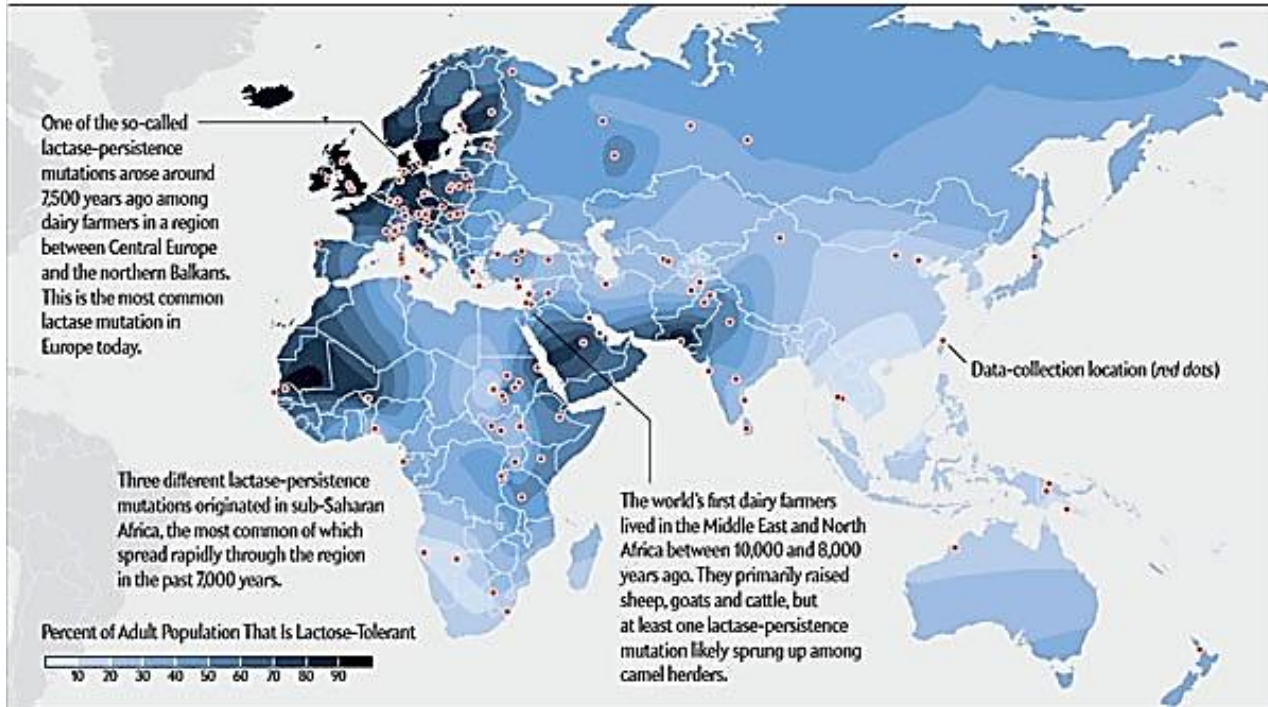 One of the so-called
lactase-persistence
mutations arose around
7,500 years ago among
dairy farmers in a region
between Central Europe
and the northern Balkans.
This is the most common
lactase mutation in
Europe today.
Data-collection location (red dots)
Three different lactase-persistence
mutations originated in sub-Saharan
Africa, the most common of which
spread rapidly through the region
in the past 7,000 years.
The world's first dairy farmers
lived in the Middle East and North
Africa between 10,000 and 8,000
years ago. They primarily raised
sheep, goats and cattle, but
at least one lactase-persistence
mutation likely sprung up among
camel herders.
Percent of Adult Population That Is Lactose-Tolerant
10 20 30 40 50 60 70 80 90